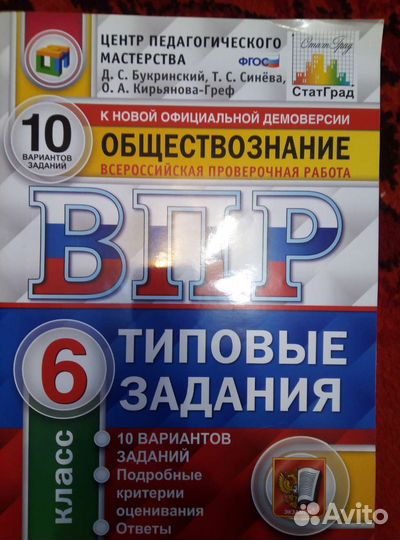 ЦЕНТР ПЕДАГОГИЧЕСКОГО
МАСТЕРСТВА
ФГОС
Д. С. Букринский, Т. С. Синёва,
О. А. Кирьянова-Греф
СтатГрад
СтатГрад
К НОВОЙ ОФИЦИАЛЬНОЙ ДЕМОВЕРСИИ
10
ВАРИАНТОВ
ЗАДАНИЙ
ОБЩЕСТВОЗНАНИЕ
ВСЕРОССИЙСКАЯ ПРОВЕРОЧНАЯ РАБОТА
ВПР
6
класс
ТИПОВЫЕ
ЗАДАНИЯ
10 ВАРИАНТОВ
ЗАДАНИЙ
Подробные
критерии
оценивания
Ответы
Avito